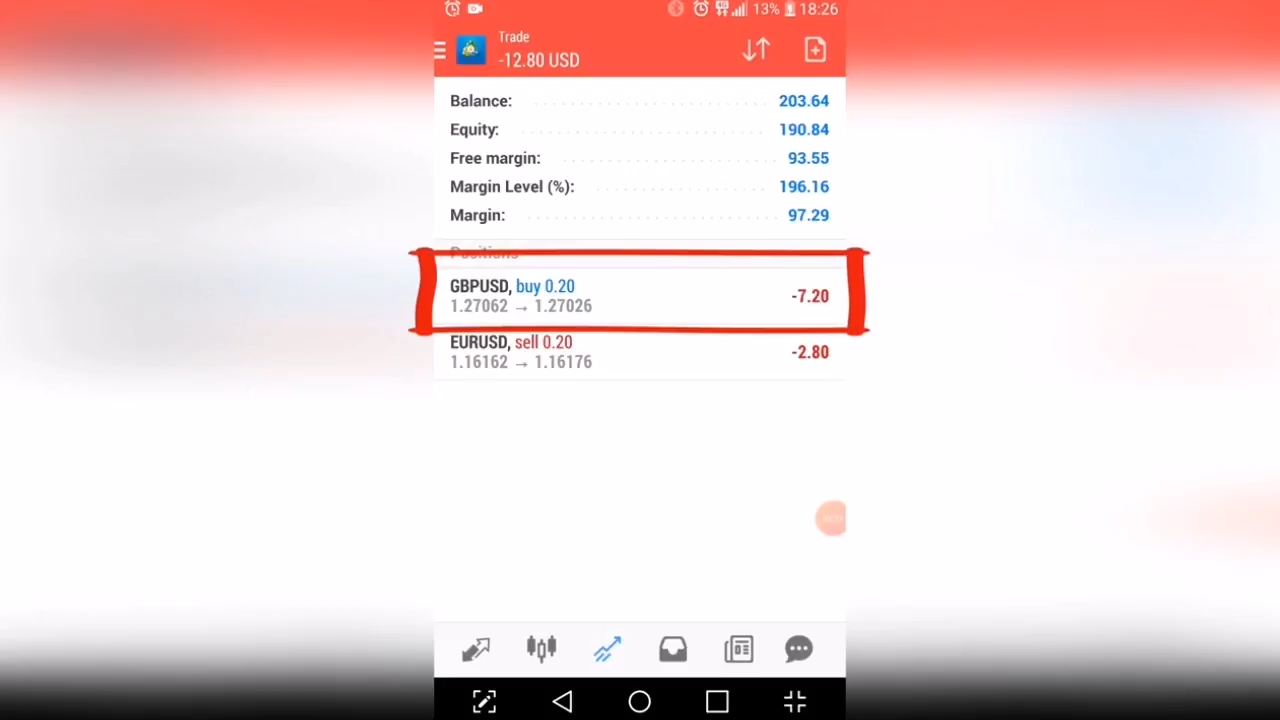 13% 18:26
Trade
-12.80 USD
Balance: 203.64
Equity: 190.84
Free margin: 93.55
Margin Level (%): 196.16
Margin: 97.29
Positions
GBPUSD, buy 0.20
1.27062 → 1.27026
-7.20
EURUSD, sell 0.20
1.16162 → 1.16176
-2.80